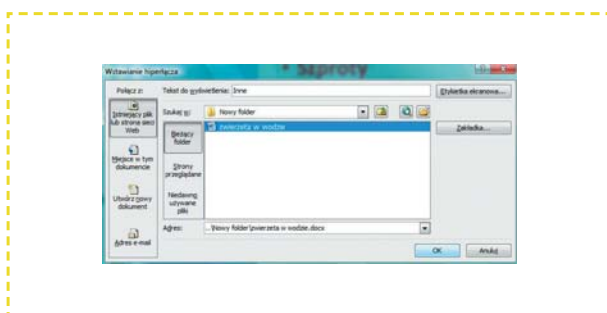 • Szproty
Wstawianie hiperłącza
Połącz z:
Tekst do wyświetlenia: Inne
Etykietka ekranowa...
Istniejący plik
lub strona sieci
Web
Szukaj w:
Nowy folder
Zakładka...
Bieżący
folder
zwierzeta w wodzie
Miejsce w tym
dokumencie
Strony
przeglądane
Utwórz nowy
dokument
Niedawno
używane
pliki
Adres e-mail
Adres:
..\Nowy folder\zwierzeta w wodzie.docx
OK
Anuluj